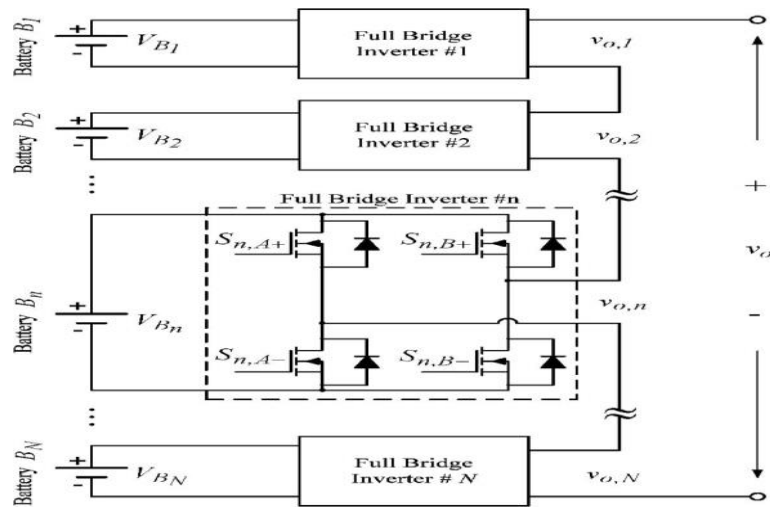 Battery B1
+
-
VB1
Full Bridge
Inverter #1
vo,1
Battery B2
+
-
VB2
Full Bridge
Inverter #2
vo,2
...
Full Bridge Inverter #n
+
vo
-
Battery Bn
+
-
VBn
Sn,A+
Sn,B+
vo,n
Sn,A−
Sn,B−
...
Battery BN
+
-
VBN
Full Bridge
Inverter # N
vo,N